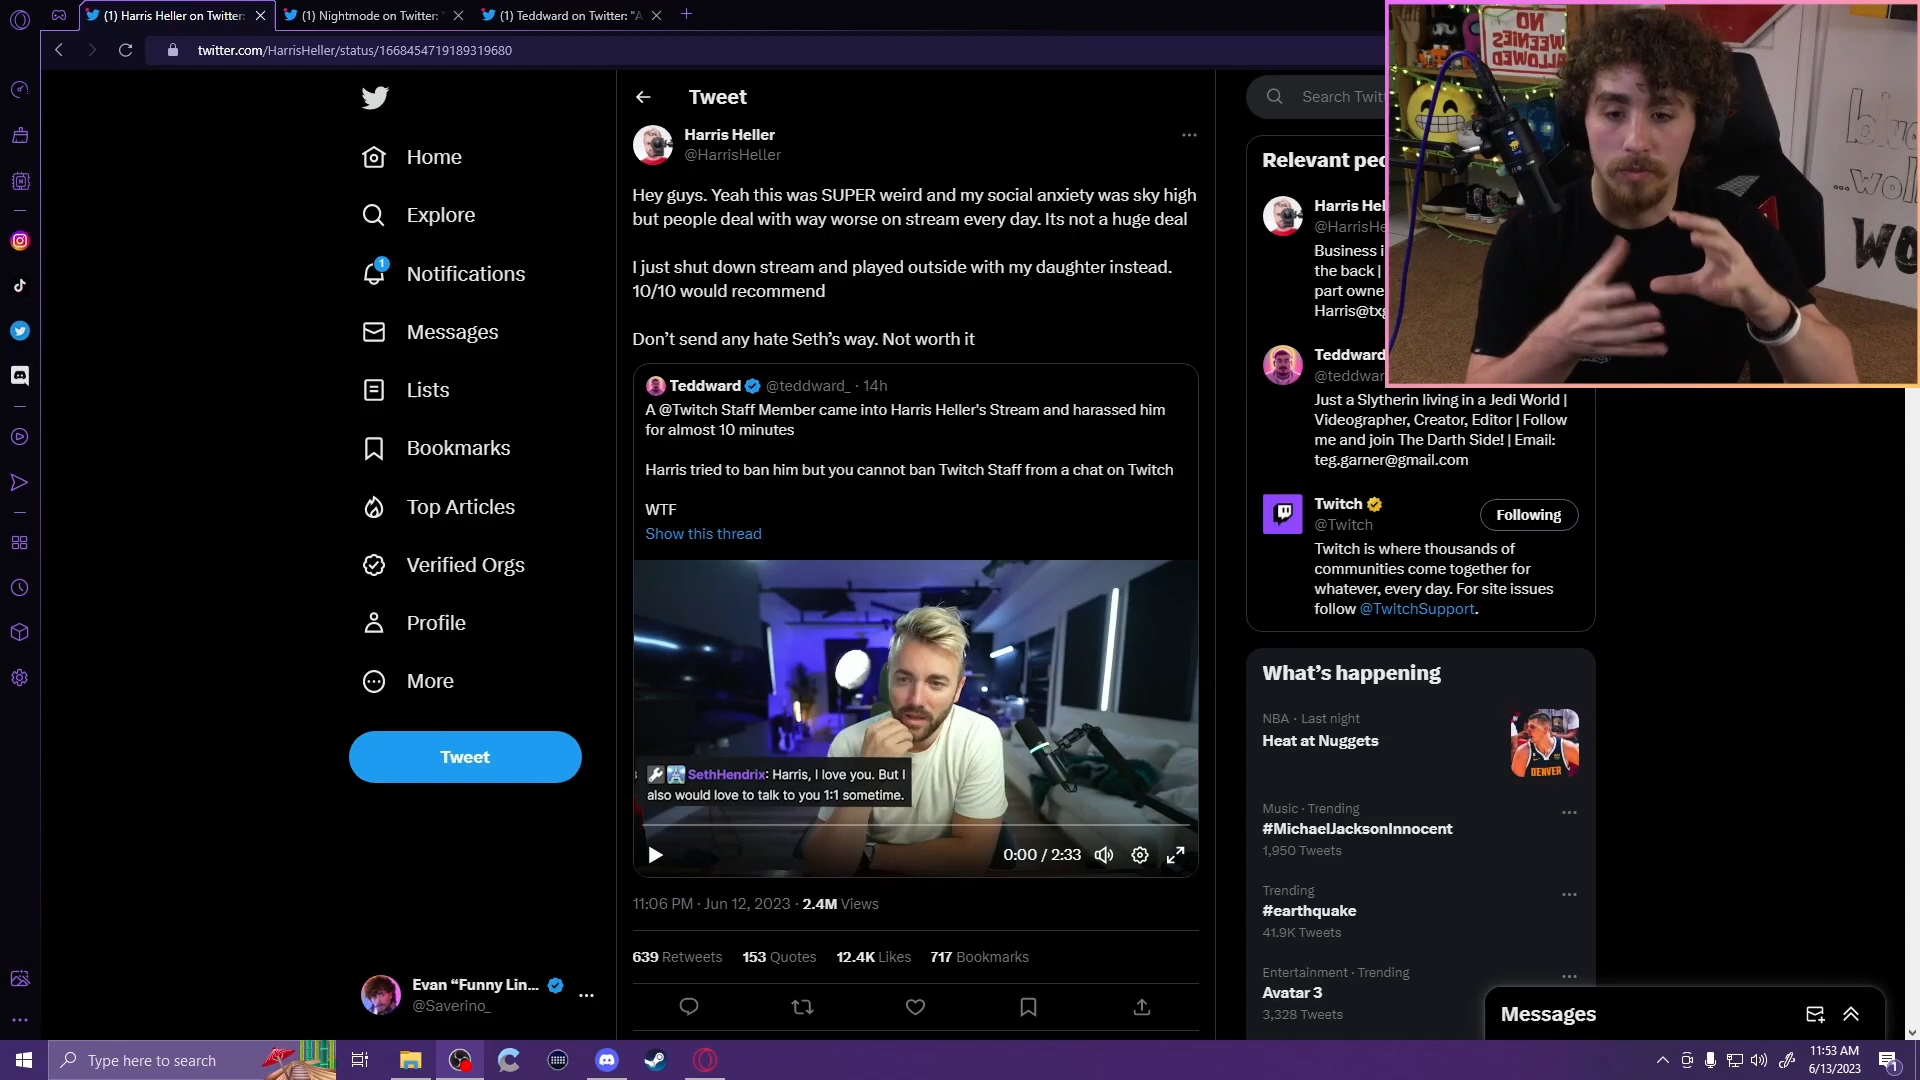 (1) Harris Heller on Twitter:
(1) Nightmode on Twitter: "
(1) Teddward on Twitter: "A
twitter.com/HarrisHeller/status/1668454719189319680
Home
Explore
1
Notifications
Messages
Lists
Bookmarks
Top Articles
Verified Orgs
Profile
More
Tweet
Evan “Funny Lin...
@Saverino_
Tweet
Harris Heller
@HarrisHeller
Hey guys. Yeah this was SUPER weird and my social anxiety was sky high
but people deal with way worse on stream every day. Its not a huge deal
I just shut down stream and played outside with my daughter instead.
10/10 would recommend
Don’t send any hate Seth’s way. Not worth it
Teddward @teddward_ · 14h
A @Twitch Staff Member came into Harris Heller's Stream and harassed him
for almost 10 minutes
Harris tried to ban him but you cannot ban Twitch Staff from a chat on Twitch
WTF
Show this thread
SethHendrix: Harris, I love you. But I
also would love to talk to you 1:1 sometime.
0:00 / 2:33
11:06 PM · Jun 12, 2023 · 2.4M Views
639 Retweets 153 Quotes 12.4K Likes 717 Bookmarks
Search Twit
Relevant peo
Harris Hel
@HarrisHe
Business i
the back |
part owne
Harris@txg
Teddward
@teddwar
Just a Slytherin living in a Jedi World |
Videographer, Creator, Editor | Follow
me and join The Darth Side! | Email:
teg.garner@gmail.com
Twitch
@Twitch
Following
Twitch is where thousands of
communities come together for
whatever, every day. For site issues
follow @TwitchSupport.
What’s happening
NBA · Last night
Heat at Nuggets
DENVER
Music · Trending
#MichaelJacksonInnocent
1,950 Tweets
Trending
#earthquake
41.9K Tweets
Entertainment · Trending
Avatar 3
3,328 Tweets
Messages
NO
WEENIES
ALLOWED
Type here to search
11:53 AM
6/13/2023
1